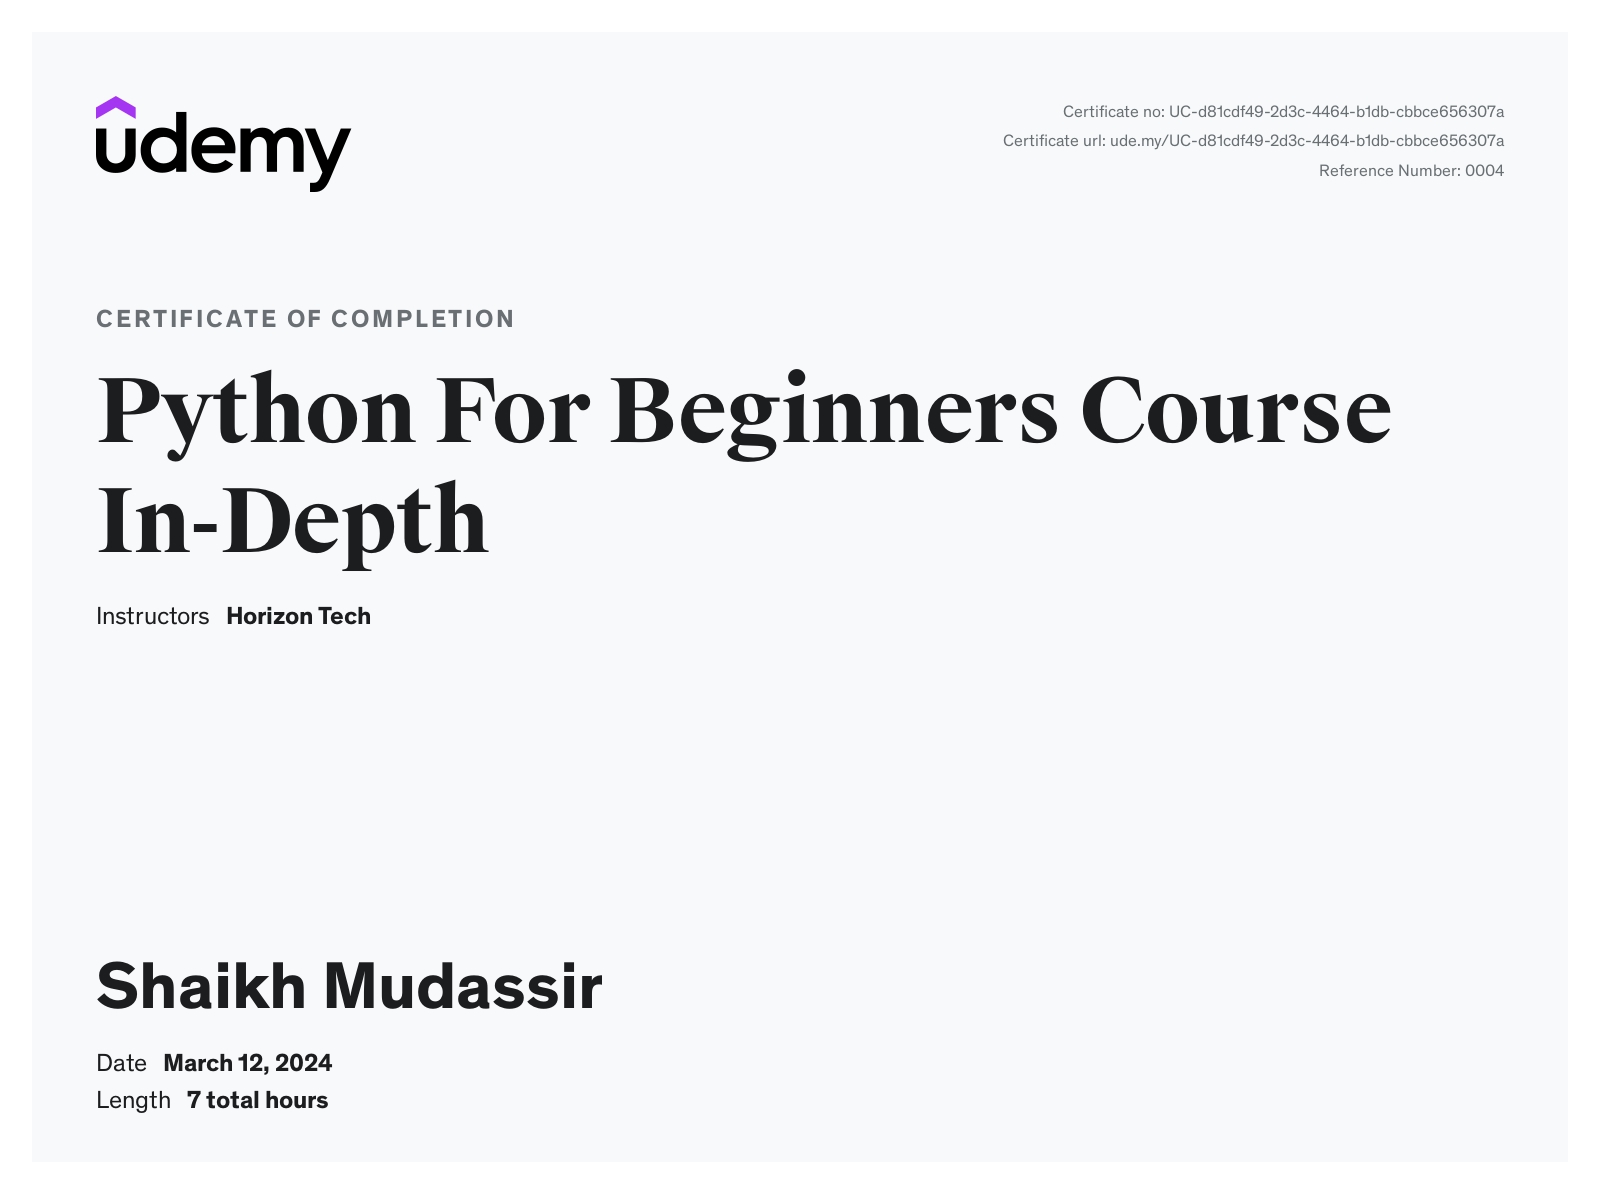 udemy
Certificate no: UC-d81cdf49-2d3c-4464-b1db-cbbce656307a
Certificate url: ude.my/UC-d81cdf49-2d3c-4464-b1db-cbbce656307a
Reference Number: 0004
CERTIFICATE OF COMPLETION
Python For Beginners Course
In-Depth
Instructors Horizon Tech
Shaikh Mudassir
Date March 12, 2024
Length 7 total hours